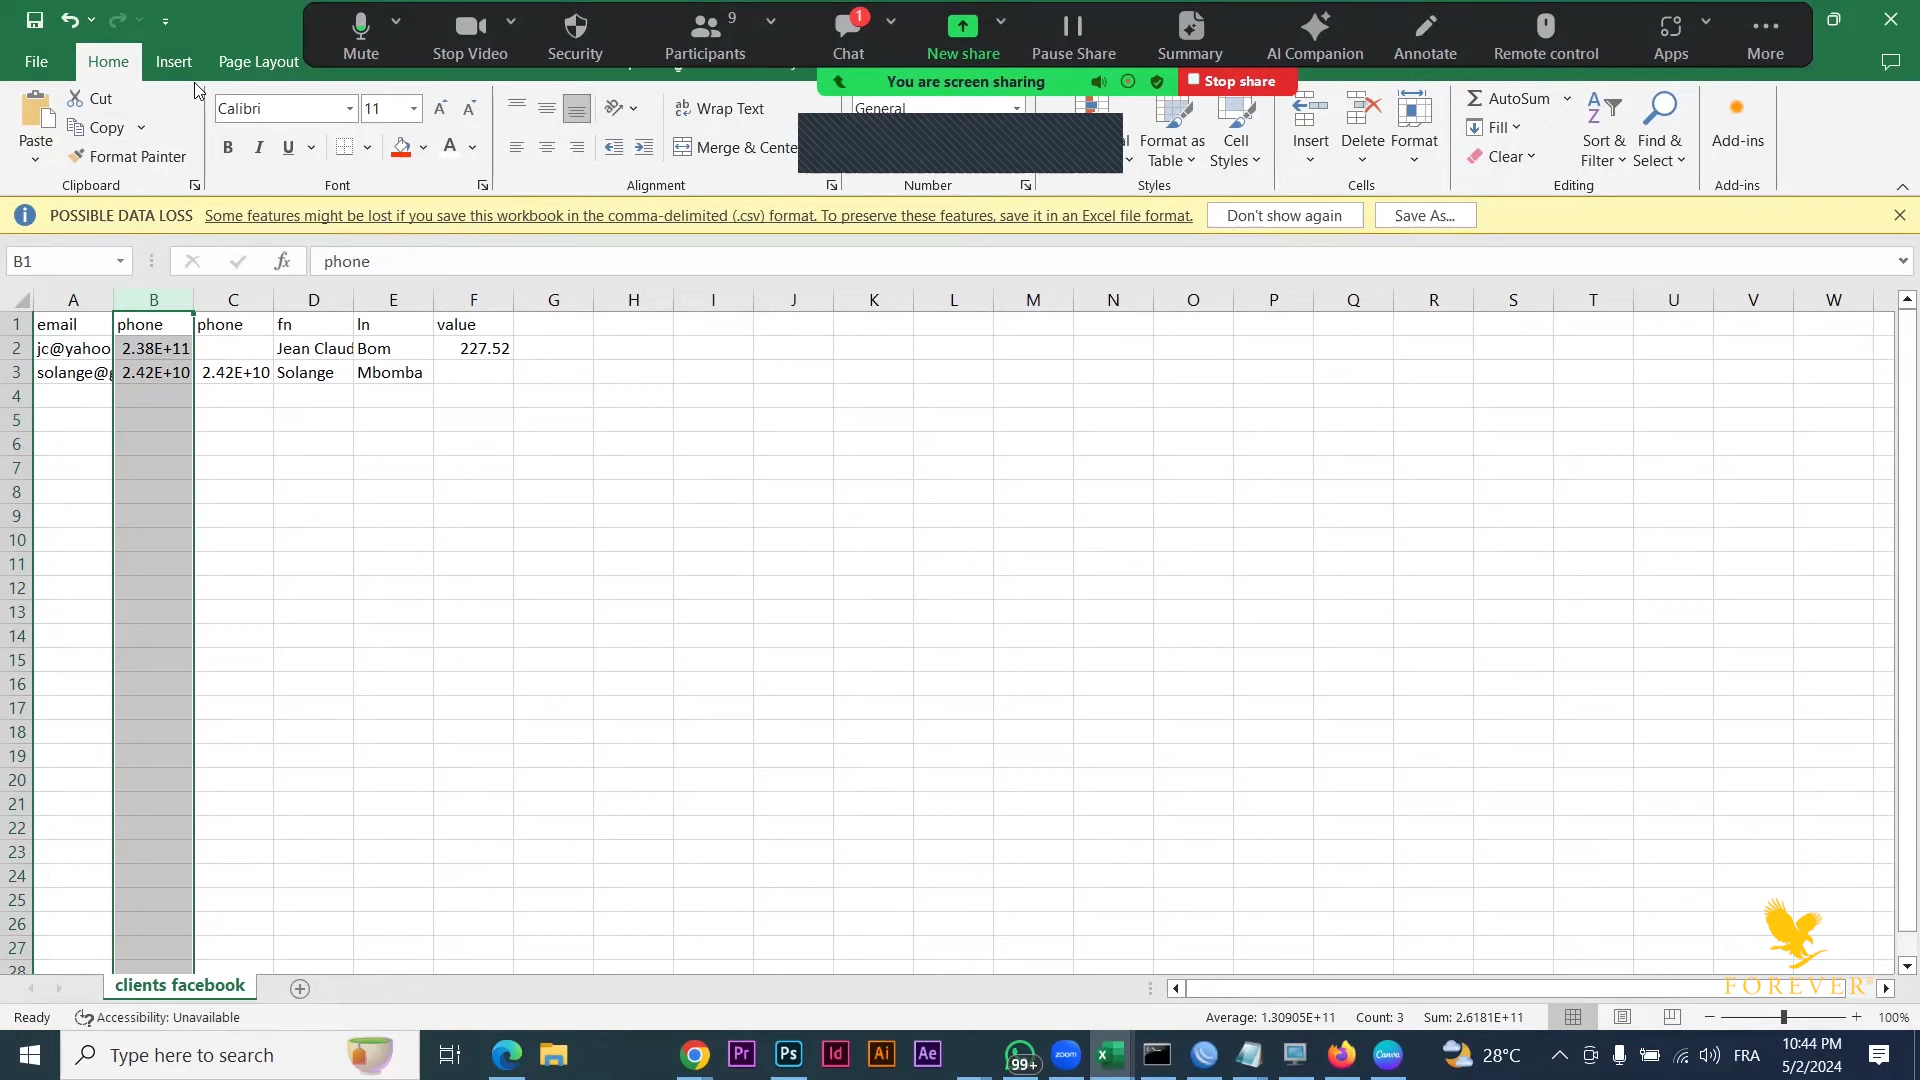 Mute
Stop Video
Security
9
Participants
1
Chat
New share
Pause Share
Summary
AI Companion
Annotate
Remote control
Apps
More
You are screen sharing
Stop share
File
Home
Insert
Page Layout
Paste
Cut
Copy
Format Painter
Clipboard
Calibri
11
B I U
A
Font
Wrap Text
Merge & Cente
Alignment
General
Number
Format as
Table
Cell
Styles
Styles
Insert
Delete
Format
Cells
AutoSum
Fill
Clear
Sort &
Filter
Find &
Select
Editing
Add-ins
Add-ins
POSSIBLE DATA LOSS Some features might be lost if you save this workbook in the comma-delimited (.csv) format. To preserve these features, save it in an Excel file format. Don't show again Save As...
B1
fx
phone
A B C D E F G H I J K L M N O P Q R S T U V W
1 email phone phone fn ln value
2 jc@yahoo 2.38E+11 Jean Claud Bom 227.52
3 solange@g 2.42E+10 2.42E+10 Solange Mbomba
4
5
6
7
8
9
10
11
12
13
14
15
16
17
18
19
20
21
22
23
24
25
26
27
28
FOREVER
clients facebook
Ready
Accessibility: Unavailable
Average: 1.30905E+11 Count: 3 Sum: 2.6181E+11
100%
Type here to search
Pr
Ps
Id
Ai
Ae
99+
zoom
Canva
28°C
FRA
10:44 PM
5/2/2024